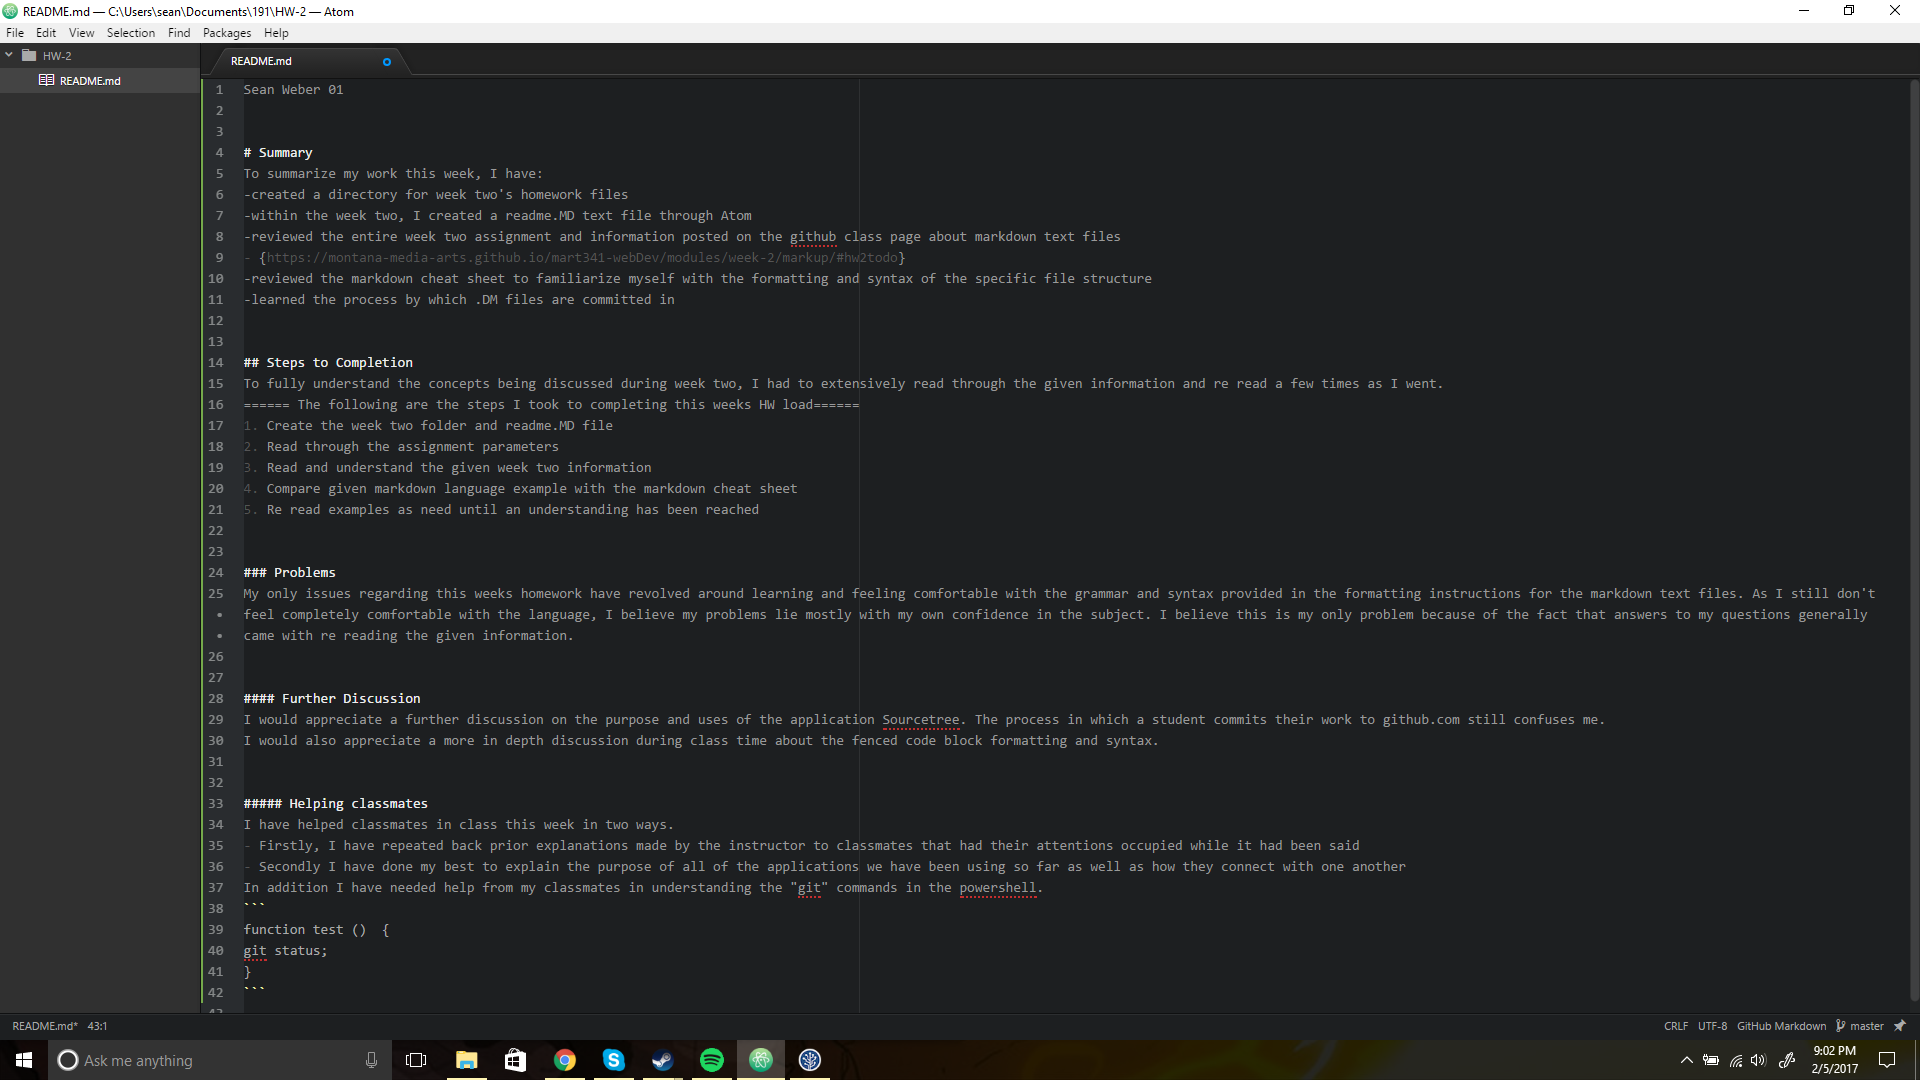 README.md — C:\Users\sean\Documents\191\HW-2 — Atom
File Edit View Selection Find Packages Help
HW-2
README.md
README.md
1 Sean Weber 01
2
3
4 # Summary
5 To summarize my work this week, I have:
6 -created a directory for week two's homework files
7 -within the week two, I created a readme.MD text file through Atom
8 -reviewed the entire week two assignment and information posted on the github class page about markdown text files
9 - {https://montana-media-arts.github.io/mart341-webDev/modules/week-2/markup/#hw2todo}
10 -reviewed the markdown cheat sheet to familiarize myself with the formatting and syntax of the specific file structure
11 -learned the process by which .DM files are committed in
12
13
14 ## Steps to Completion
15 To fully understand the concepts being discussed during week two, I had to extensively read through the given information and re read a few times as I went.
16 ====== The following are the steps I took to completing this weeks HW load======
17 1. Create the week two folder and readme.MD file
18 2. Read through the assignment parameters
19 3. Read and understand the given week two information
20 4. Compare given markdown language example with the markdown cheat sheet
21 5. Re read examples as need until an understanding has been reached
22
23
24 ### Problems
25 My only issues regarding this weeks homework have revolved around learning and feeling comfortable with the grammar and syntax provided in the formatting instructions for the markdown text files. As I still don't
• feel completely comfortable with the language, I believe my problems lie mostly with my own confidence in the subject. I believe this is my only problem because of the fact that answers to my questions generally
• came with re reading the given information.
26
27
28 #### Further Discussion
29 I would appreciate a further discussion on the purpose and uses of the application Sourcetree. The process in which a student commits their work to github.com still confuses me.
30 I would also appreciate a more in depth discussion during class time about the fenced code block formatting and syntax.
31
32
33 ##### Helping classmates
34 I have helped classmates in class this week in two ways.
35 - Firstly, I have repeated back prior explanations made by the instructor to classmates that had their attentions occupied while it had been said
36 - Secondly I have done my best to explain the purpose of all of the applications we have been using so far as well as how they connect with one another
37 In addition I have needed help from my classmates in understanding the "git" commands in the powershell.
38 ```
39 function test ()  {
40 git status;
41 }
42 ```
43
README.md* 43:1
CRLF UTF-8 GitHub Markdown master
Ask me anything
9:02 PM
2/5/2017